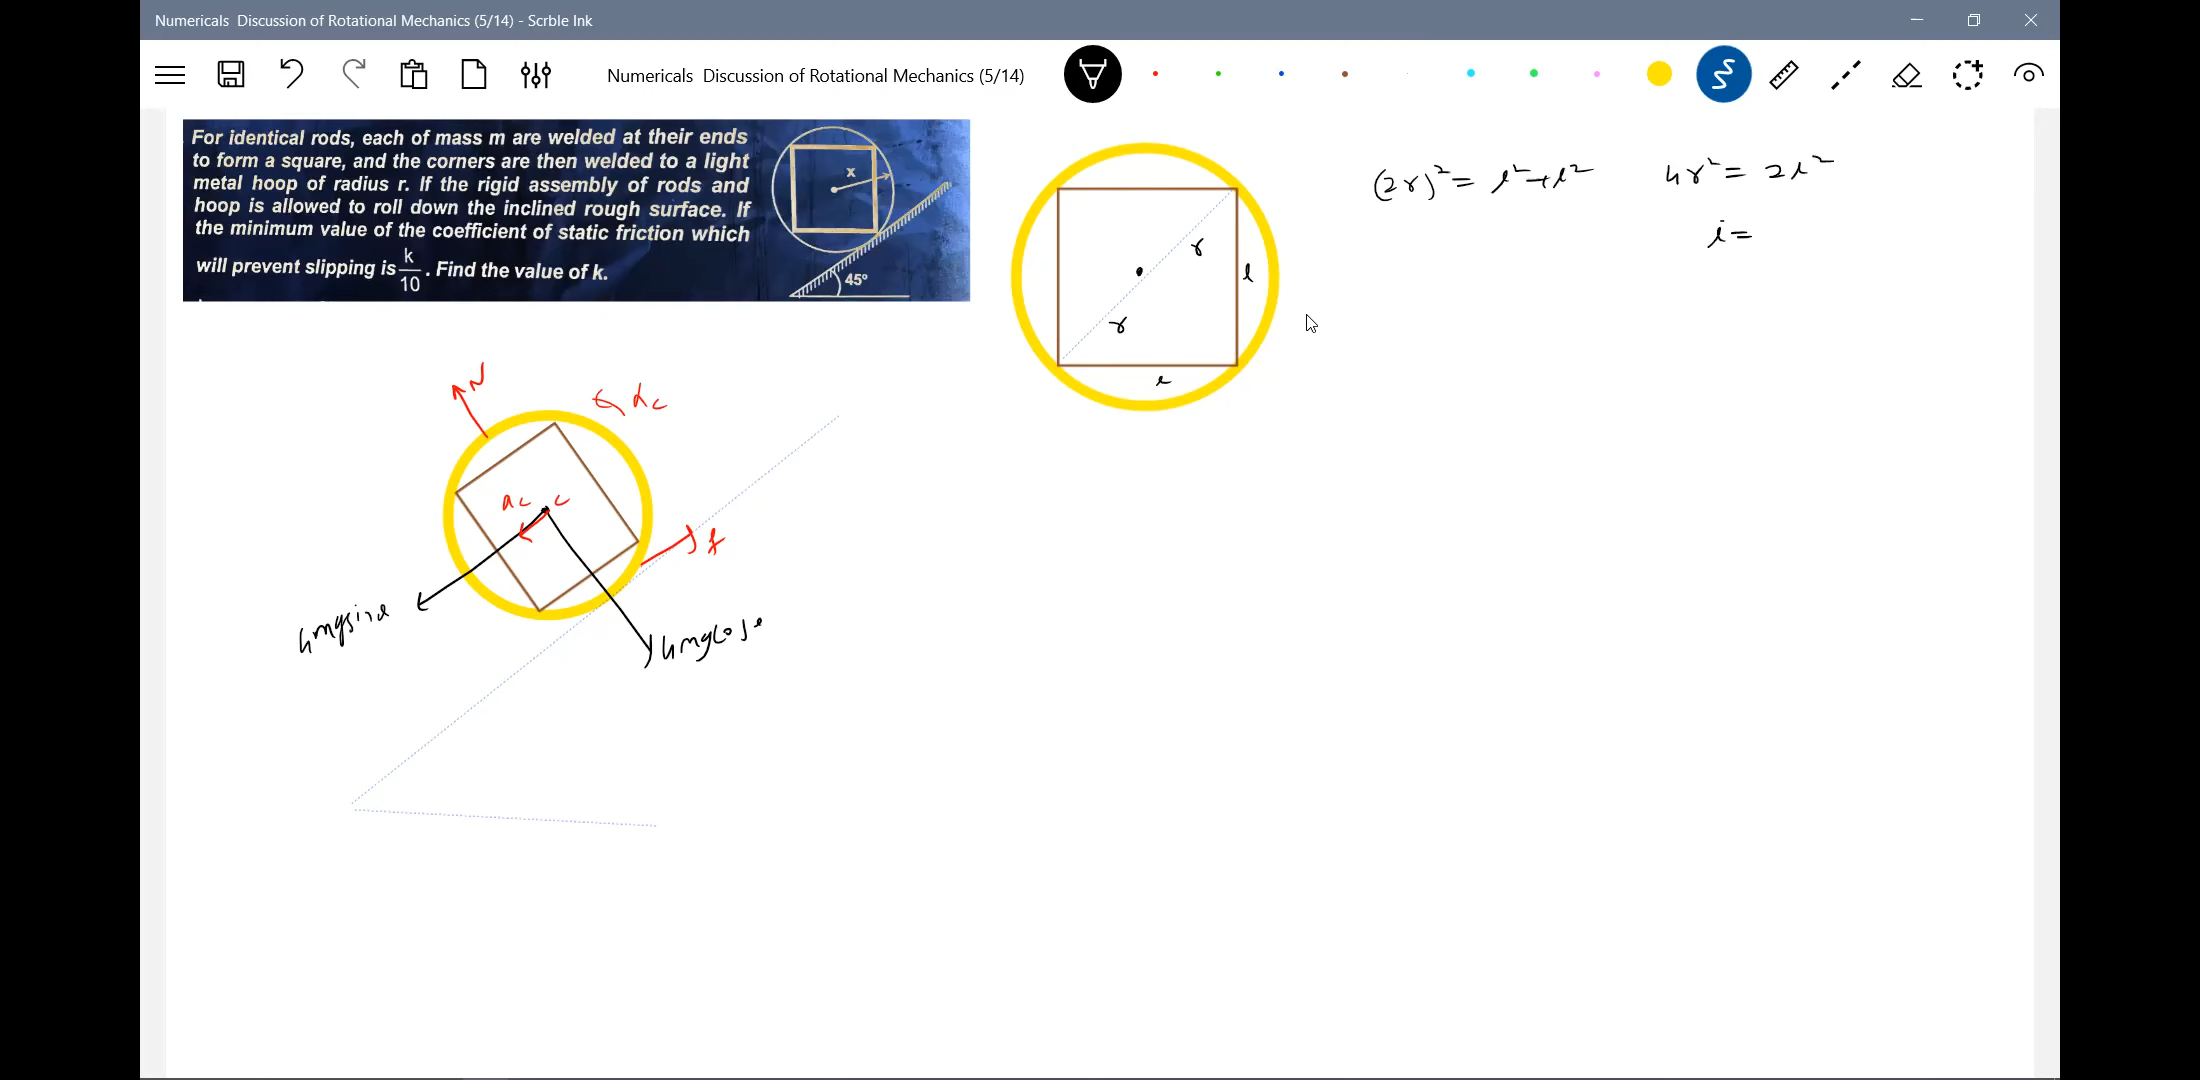 Numericals Discussion of Rotational Mechanics (5/14) - Scrble Ink
Numericals Discussion of Rotational Mechanics (5/14)
For identical rods, each of mass m are welded at their ends
to form a square, and the corners are then welded to a light
metal hoop of radius r. If the rigid assembly of rods and
hoop is allowed to roll down the inclined rough surface. If
the minimum value of the coefficient of static friction which
will prevent slipping is k/10. Find the value of k.
x
45°
(2r)² = l² + l²
4r² = 2l²
l =
r
l
r
l
N
αc
ac
c
f
4mgsinθ
4mgcosθ